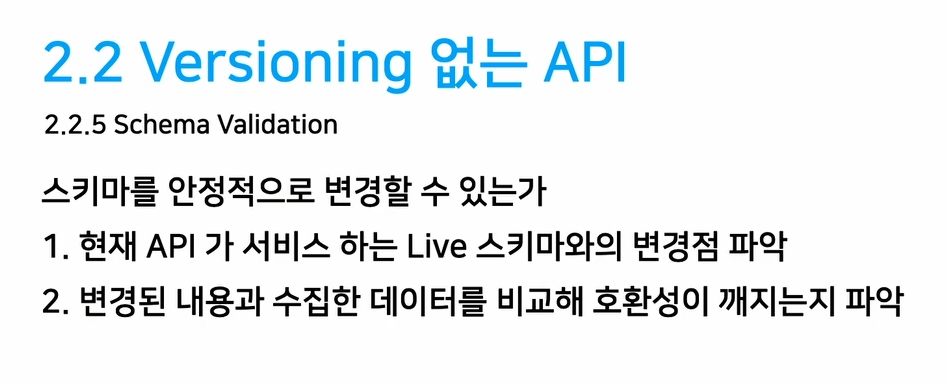 2.2 Versioning 없는 API
2.2.5 Schema Validation
스키마를 안정적으로 변경할 수 있는가
1. 현재 API 가 서비스 하는 Live 스키마와의 변경점 파악
2. 변경된 내용과 수집한 데이터를 비교해 호환성이 깨지는지 파악